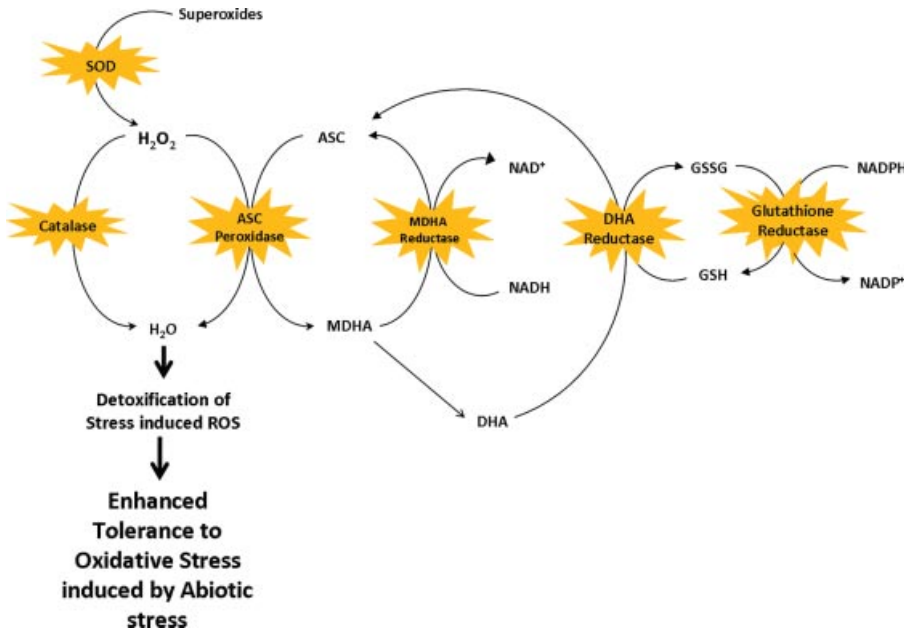 Superoxides
SOD
H₂O₂
ASC
NAD⁺
GSSG
NADPH
Catalase
ASC
Peroxidase
MDHA
Reductase
DHA
Reductase
Glutathione
Reductase
GSH
NADP⁺
NADH
H₂O
MDHA
Detoxification of
Stress induced ROS
DHA
Enhanced
Tolerance to
Oxidative Stress
induced by Abiotic
stress